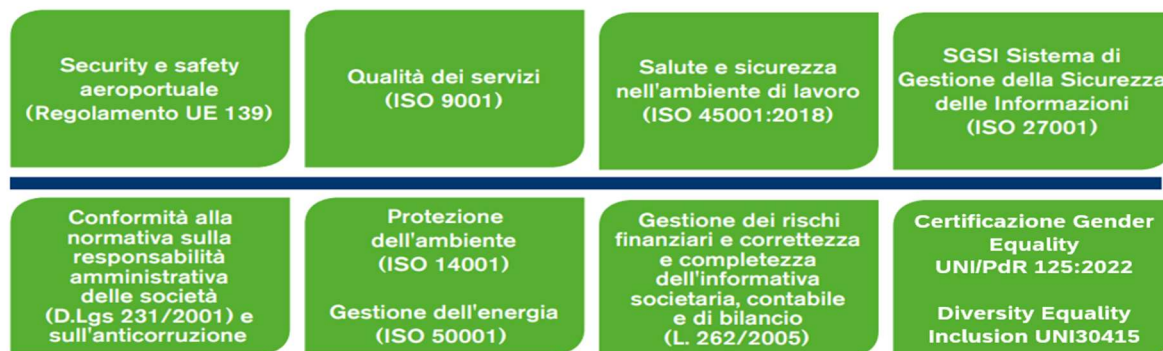 Security e safety
aeroportuale
(Regolamento UE 139)
Qualità dei servizi
(ISO 9001)
Salute e sicurezza
nell'ambiente di lavoro
(ISO 45001:2018)
SGSI Sistema di
Gestione della Sicurezza
delle Informazioni
(ISO 27001)
Conformità alla
normativa sulla
responsabilità
amministrativa
delle società
(D.Lgs 231/2001) e
sull'anticorruzione
Protezione
dell'ambiente
(ISO 14001)
Gestione dell'energia
(ISO 50001)
Gestione dei rischi
finanziari e correttezza
e completezza
dell'informativa
societaria, contabile
e di bilancio
(L. 262/2005)
Certificazione Gender
Equality
UNI/PdR 125:2022
Diversity Equality
Inclusion UNI30415